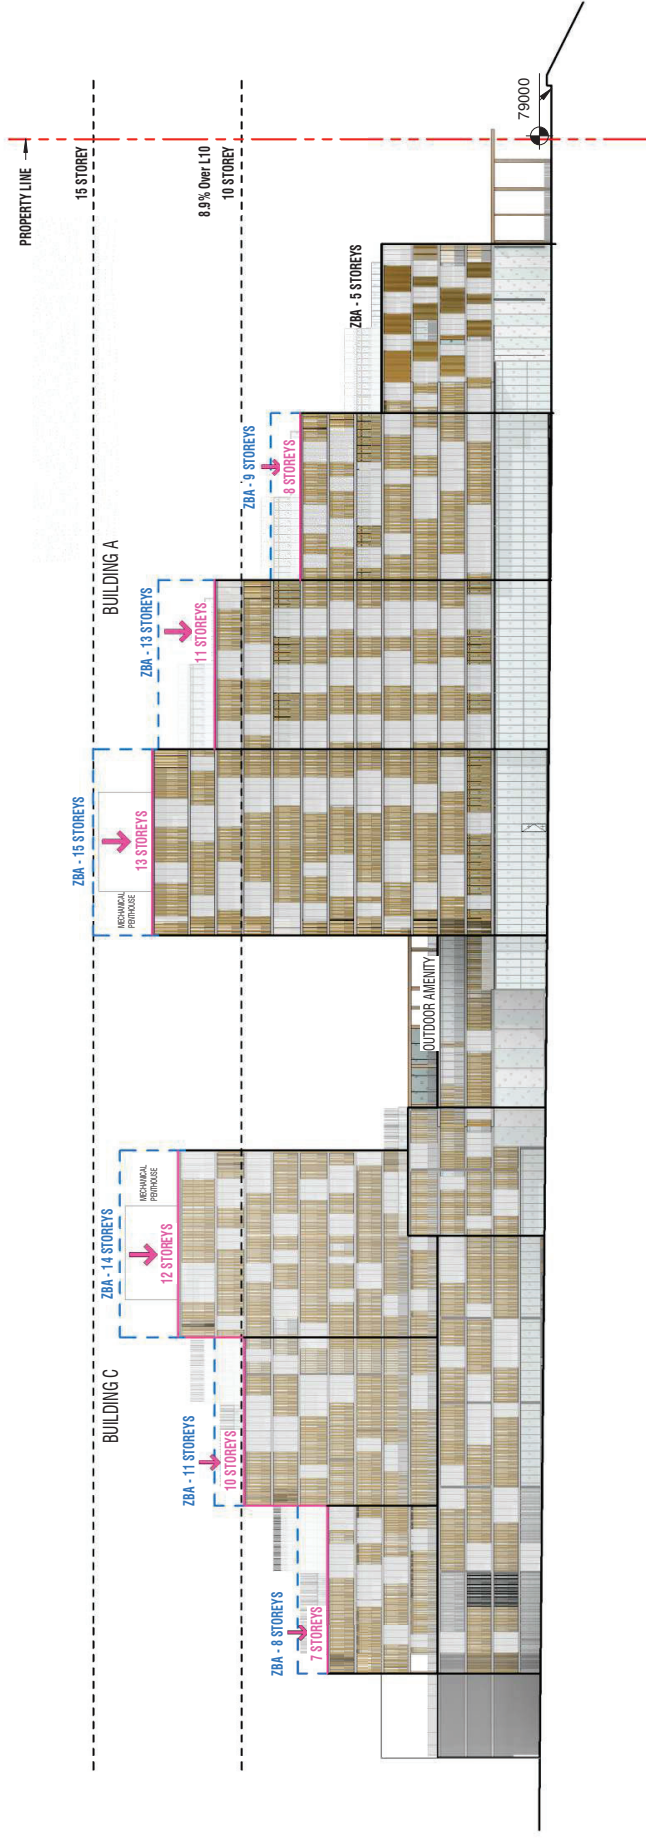 PROPERTY LINE
15 STOREY
8.9% Over L10
10 STOREY
79000
BUILDING C
BUILDING A
ZBA - 8 STOREYS
7 STOREYS
ZBA - 11 STOREYS
10 STOREYS
ZBA - 14 STOREYS
12 STOREYS
MECHANICAL
PENTHOUSE
OUTDOOR AMENITY
ZBA - 15 STOREYS
13 STOREYS
MECHANICAL
PENTHOUSE
ZBA - 13 STOREYS
11 STOREYS
ZBA - 9 STOREYS
8 STOREYS
ZBA - 5 STOREYS